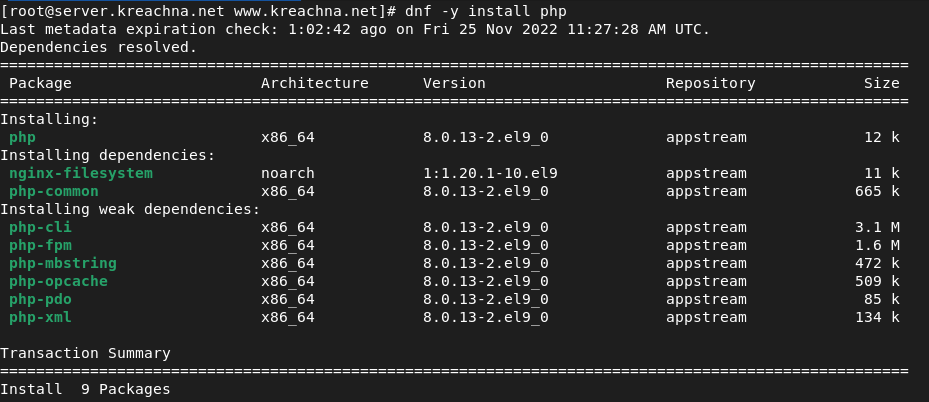 [root@server.kreachna.net www.kreachna.net]# dnf -y install php
Last metadata expiration check: 1:02:42 ago on Fri 25 Nov 2022 11:27:28 AM UTC.
Dependencies resolved.
=====================================================================================================
 Package                    Architecture      Version                    Repository            Size
=====================================================================================================
Installing:
 php                        x86_64            8.0.13-2.el9_0             appstream             12 k
Installing dependencies:
 nginx-filesystem           noarch            1:1.20.1-10.el9            appstream             11 k
 php-common                 x86_64            8.0.13-2.el9_0             appstream            665 k
Installing weak dependencies:
 php-cli                    x86_64            8.0.13-2.el9_0             appstream            3.1 M
 php-fpm                    x86_64            8.0.13-2.el9_0             appstream            1.6 M
 php-mbstring               x86_64            8.0.13-2.el9_0             appstream            472 k
 php-opcache                x86_64            8.0.13-2.el9_0             appstream            509 k
 php-pdo                    x86_64            8.0.13-2.el9_0             appstream             85 k
 php-xml                    x86_64            8.0.13-2.el9_0             appstream            134 k

Transaction Summary
=====================================================================================================
Install  9 Packages